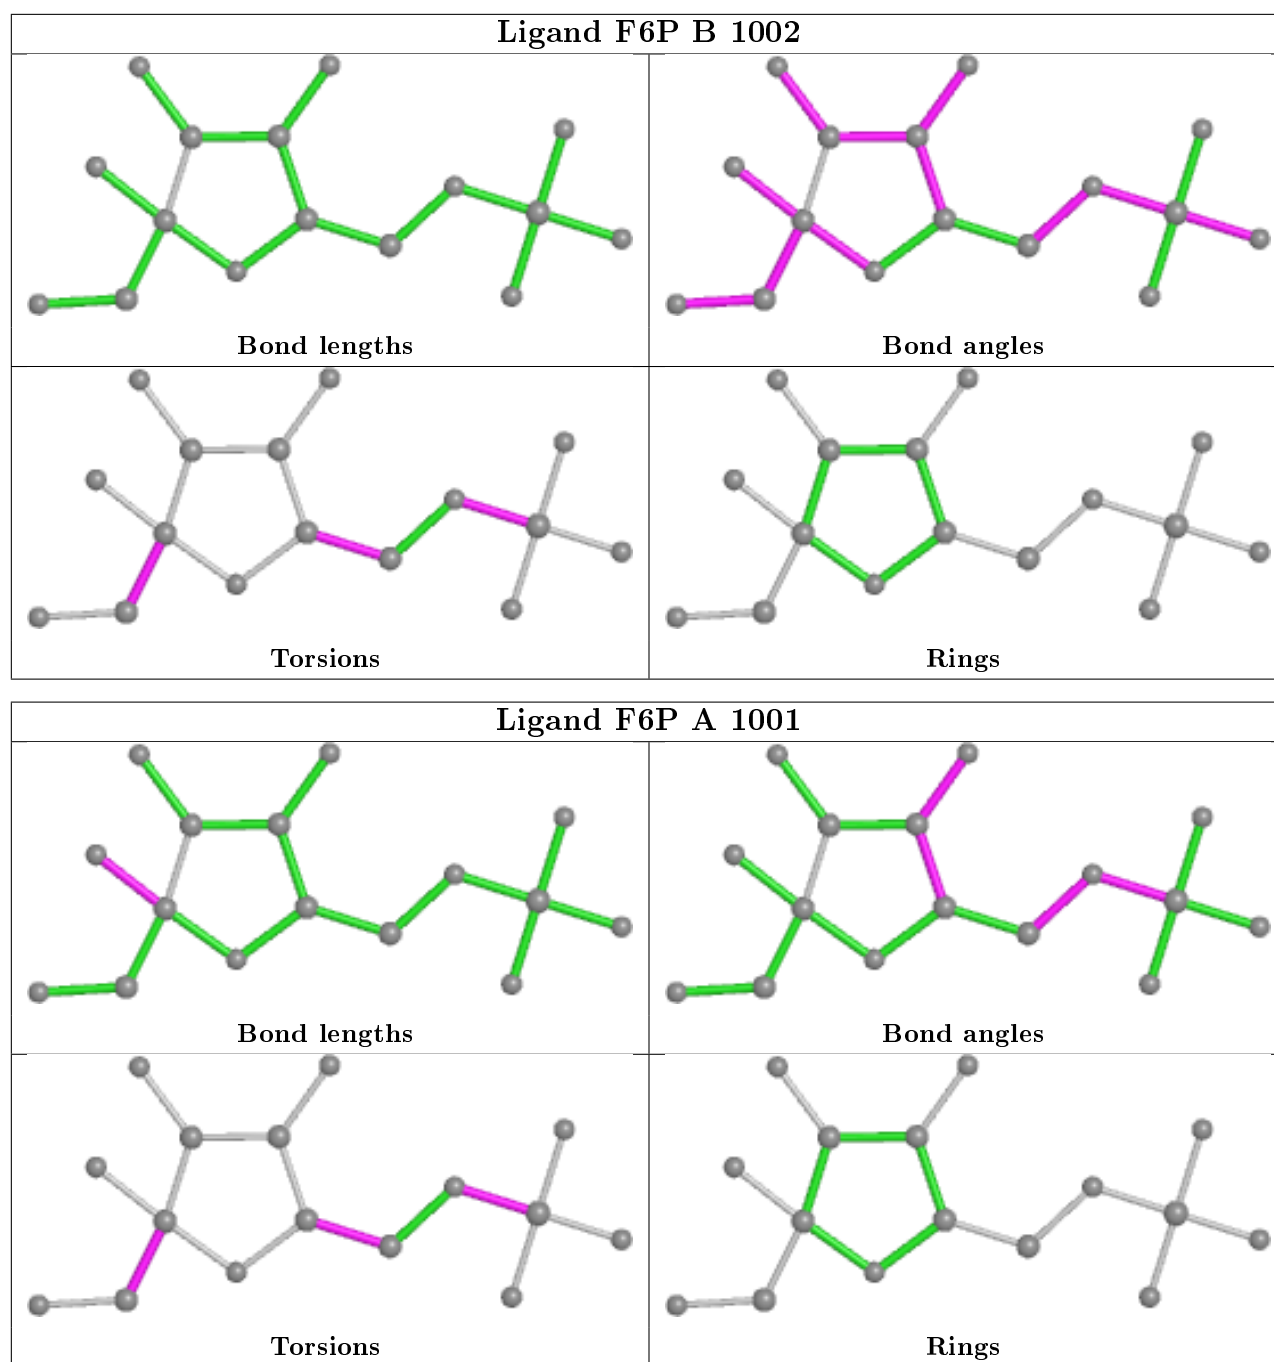 Ligand F6P B 1002
Bond lengths
Bond angles
Torsions
Rings
Ligand F6P A 1001
Bond lengths
Bond angles
Torsions
Rings